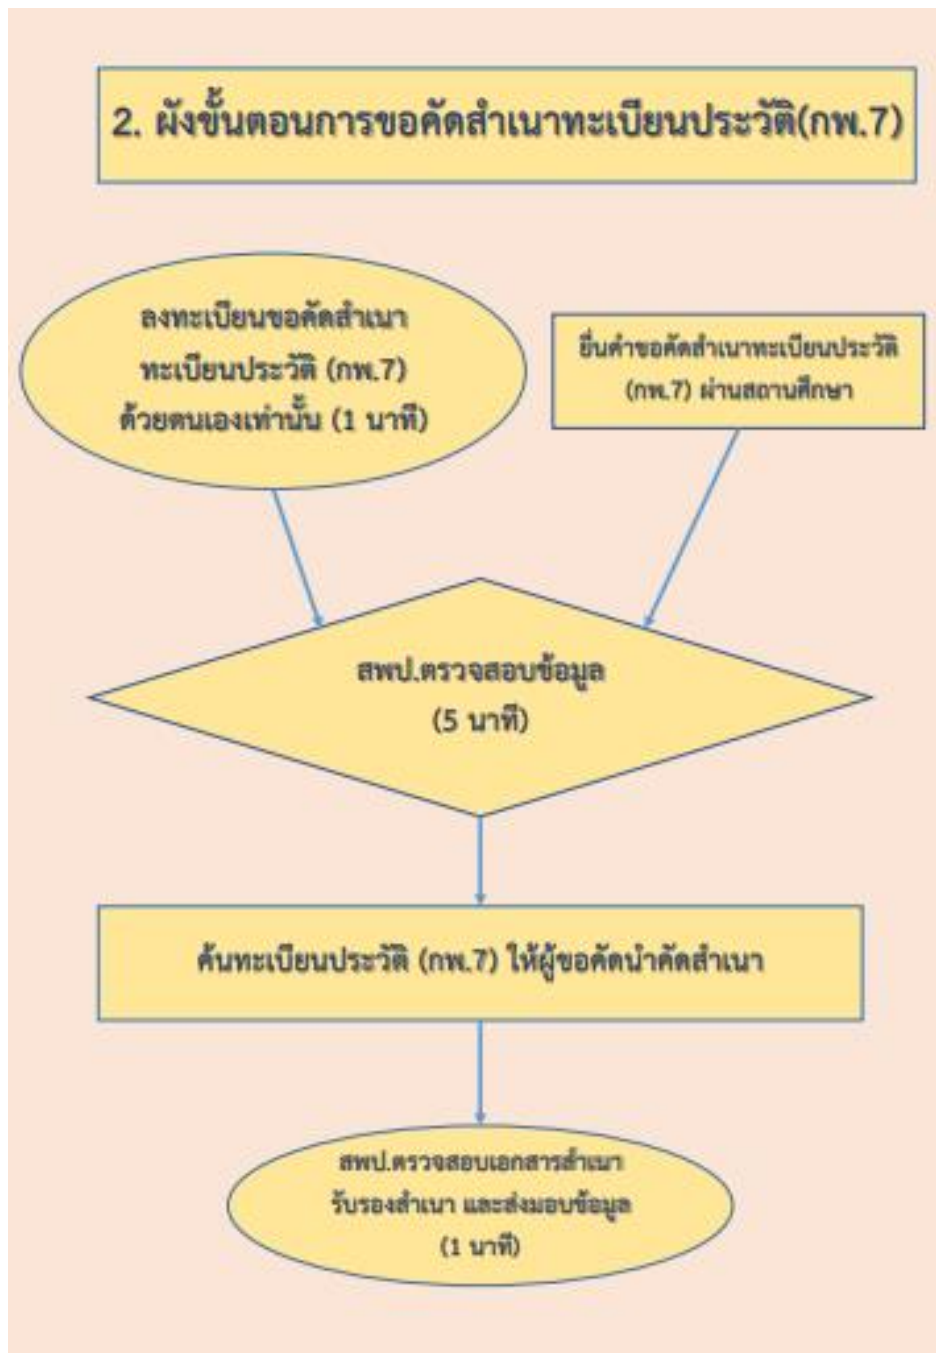 2. ผังขั้นตอนการขอคัดสำเนาทะเบียนประวัติ(กพ.7)
ลงทะเบียนขอคัดสำเนา
ทะเบียนประวัติ (กพ.7)
ด้วยตนเองเท่านั้น (1 นาที)
ยื่นคำขอคัดสำเนาทะเบียนประวัติ
(กพ.7) ผ่านสถานศึกษา
สพป.ตรวจสอบข้อมูล
(5 นาที)
ค้นทะเบียนประวัติ (กพ.7) ให้ผู้ขอคัดนำคัดสำเนา
สพป.ตรวจสอบเอกสารสำเนา
รับรองสำเนา และส่งมอบข้อมูล
(1 นาที)